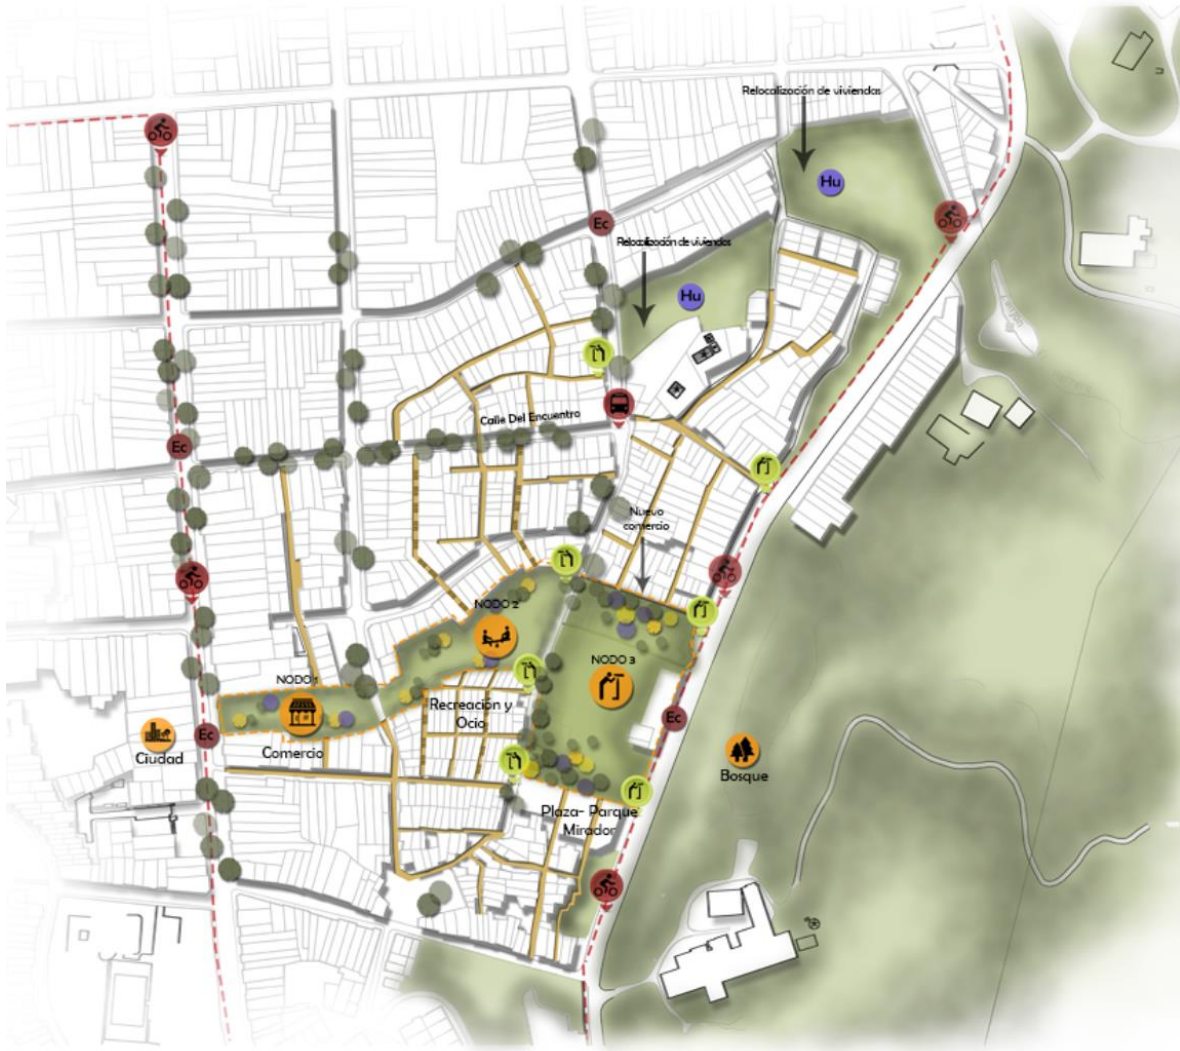 Relocalización de viviendas
Hu
Ec
Relocalización de viviendas
Hu
Calle Del Encuentro
Ec
Nuevo
comercio
NODO 2
NODO 3
NODO 1
Recreación y
Ocio
Ec
Ec
Ciudad
Comercio
Bosque
Plaza- Parque
Mirador